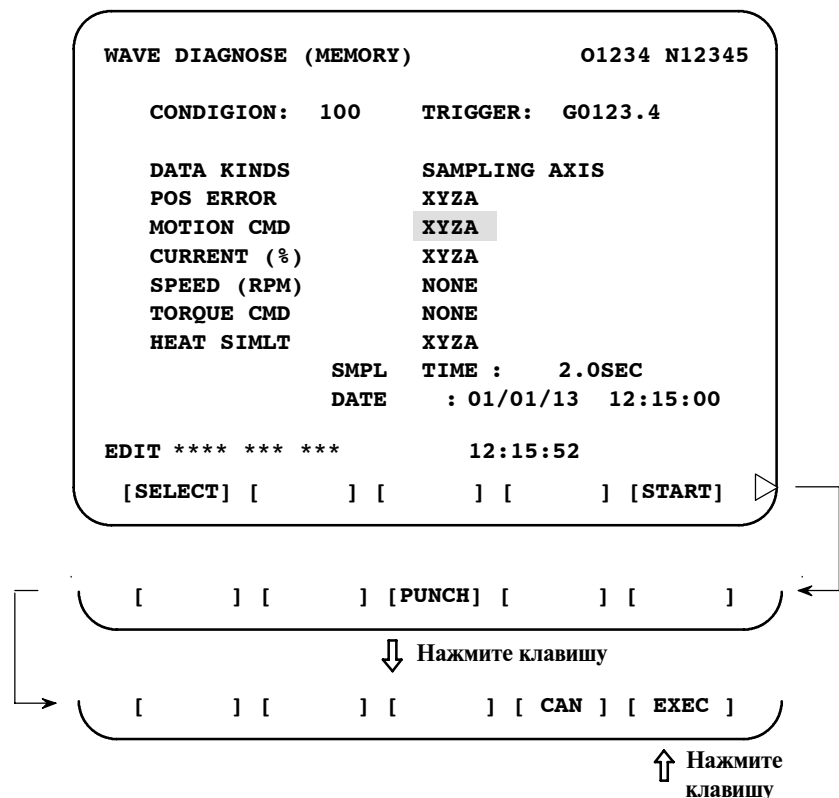 WAVE DIAGNOSE (MEMORY) O1234 N12345
CONDIGION: 100 TRIGGER: G0123.4
DATA KINDS SAMPLING AXIS
POS ERROR XYZA
MOTION CMD XYZA
CURRENT (%) XYZA
SPEED (RPM) NONE
TORQUE CMD NONE
HEAT SIMLT XYZA
SMPL TIME : 2.0SEC
DATE : 01/01/13 12:15:00
EDIT **** *** *** 12:15:52
[SELECT] [ ] [ ] [ ] [START]
[ ] [ ] [PUNCH] [ ] [ ]
Нажмите клавишу
[ ] [ ] [ ] [ CAN ] [ EXEC ]
Нажмите
клавишу